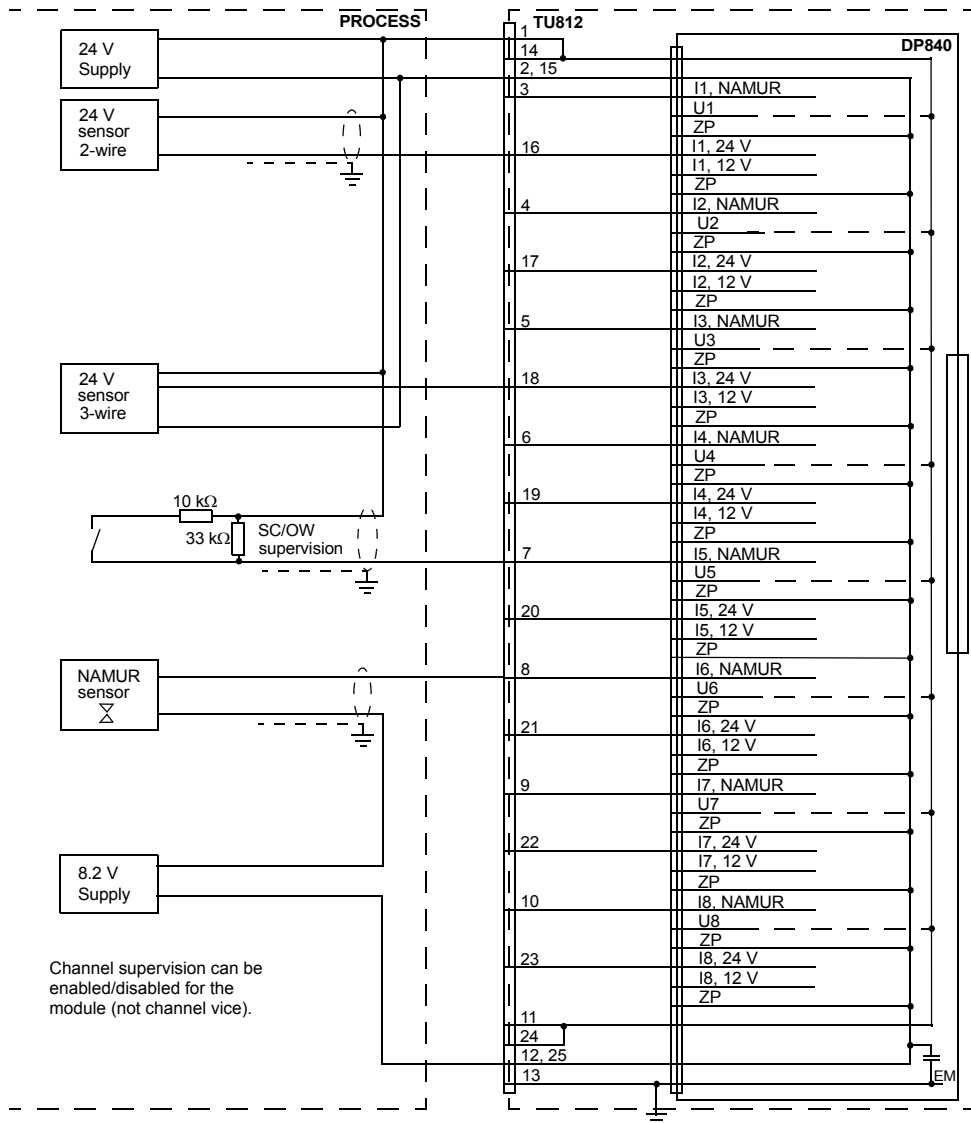 PROCESS
TU812
DP840
24 V
Supply
24 V
sensor
2-wire
24 V
sensor
3-wire
10 kΩ
33 kΩ
SC/OW
supervision
NAMUR
sensor
8.2 V
Supply
Channel supervision can be
enabled/disabled for the
module (not channel vice).
1
14
2, 15
3
16
4
17
5
18
6
19
7
20
8
21
9
22
10
23
11
24
12, 25
13
I1, NAMUR
U1
ZP
I1, 24 V
I1, 12 V
ZP
I2, NAMUR
U2
ZP
I2, 24 V
I2, 12 V
ZP
I3, NAMUR
U3
ZP
I3, 24 V
I3, 12 V
ZP
I4, NAMUR
U4
ZP
I4, 24 V
I4, 12 V
ZP
I5, NAMUR
U5
ZP
I5, 24 V
I5, 12 V
ZP
I6, NAMUR
U6
ZP
I6, 24 V
I6, 12 V
ZP
I7, NAMUR
U7
ZP
I7, 24 V
I7, 12 V
ZP
I8, NAMUR
U8
ZP
I8, 24 V
I8, 12 V
ZP
EM